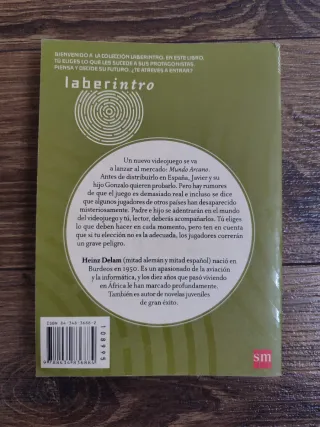 BIENVENIDO A LA COLECCIÓN LABERINTRO. EN ESTE LIBRO,
TÚ ELIGES LO QUE LES SUCEDE A SUS PROTAGONISTAS.
PIENSA Y DECIDE SU FUTURO. ¿TE ATREVES A ENTRAR?
laberintro
Un nuevo videojuego se va
a lanzar al mercado: Mundo Arcano.
Antes de distribuirlo en España, Javier y su
hijo Gonzalo quieren probarlo. Pero hay rumores de
que el juego es demasiado real e incluso se dice
que algunos jugadores de otros países han desaparecido
misteriosamente. Padre e hijo se adentrarán en el mundo
del videojuego y tú, lector, deberás acompañarlos. Tú eliges
lo que deben hacer en cada momento, pero ten en cuenta
que si tu elección no es la adecuada, los jugadores correrán
un grave peligro.
Heinz Delam (mitad alemán y mitad español) nació en
Burdeos en 1950. Es un apasionado de la aviación
y la informática, y los diez años que pasó viviendo
en África le han marcado profundamente.
También es autor de novelas juveniles
de gran éxito.
sm